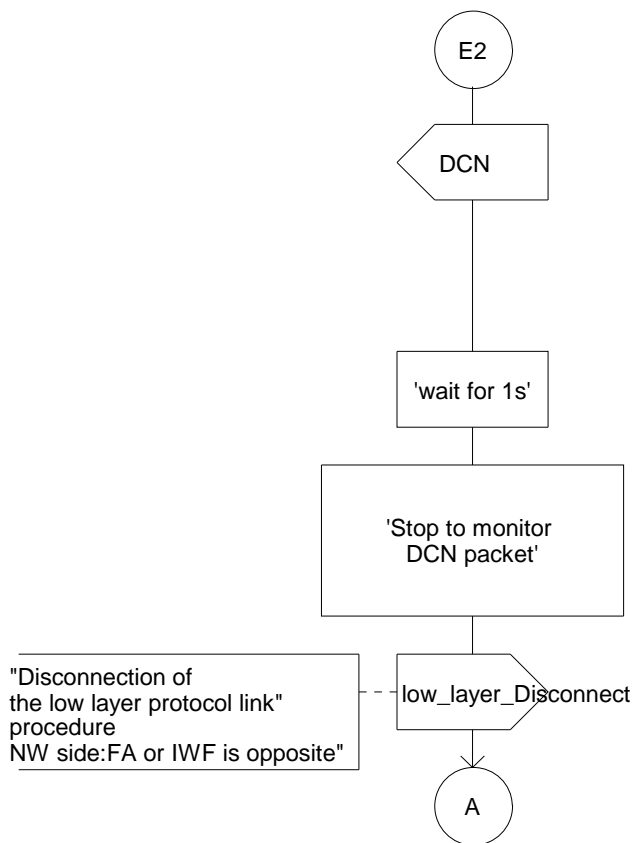 E2
DCN
'wait for 1s'
'Stop to monitor
DCN packet'
"Disconnection of
the low layer protocol link"
procedure
NW side:FA or IWF is opposite"
low_layer_Disconnect
A